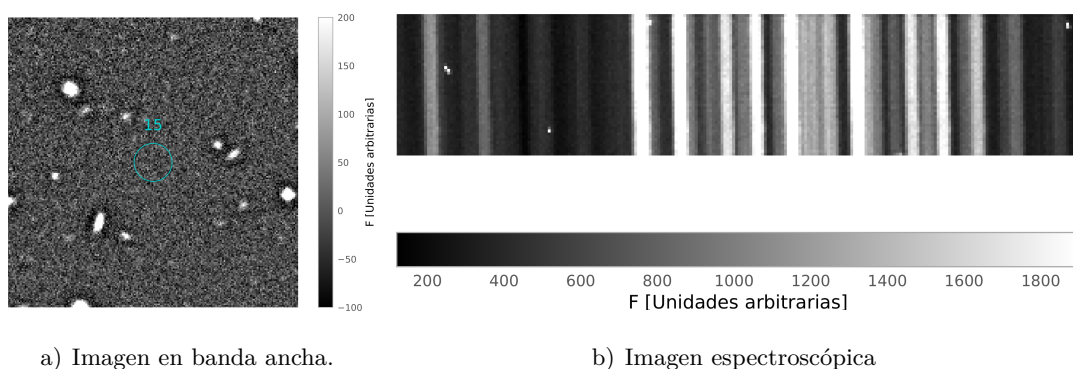 15
200
150
100
50
0
−50
−100
F [Unidades arbitrarias]
200 400 600 800 1000 1200 1400 1600 1800
F [Unidades arbitrarias]
a) Imagen en banda ancha.
b) Imagen espectroscópica